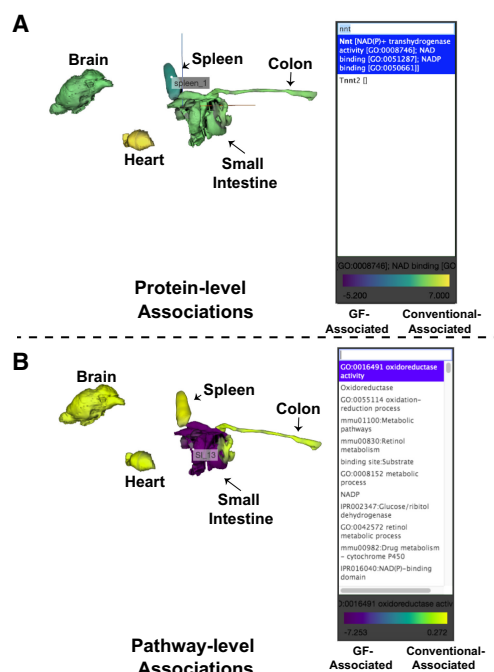 A
Brain
Spleen
spleen_1
Colon
Heart
Small
Intestine
Protein-level
Associations
nnt
Nnt [NAD(P)+ transhydrogenase
activity [GO:0008746]; NAD
binding [GO:0051287]; NADP
binding [GO:0050661]]
Tnnt2 []
[GO:0008746]; NAD binding [GO
-5.200 7.000
GF-
Associated
Conventional-
Associated
B
Brain
Spleen
Colon
SI_13
Heart
Small
Intestine
Pathway-level
Associations
GO:0016491 oxidoreductase
activity
Oxidoreductase
GO:0055114 oxidation-
reduction process
mmu01100:Metabolic
pathways
mmu00830:Retinol
metabolism
binding site:Substrate
GO:0008152 metabolic
process
NADP
IPR002347:Glucose/ribitol
dehydrogenase
GO:0042572 retinol
metabolic process
mmu00982:Drug metabolism
- cytochrome P450
IPR016040:NAD(P)-binding
domain
0:0016491 oxidoreductase activ
-7.253 0.272
GF-
Associated
Conventional-
Associated